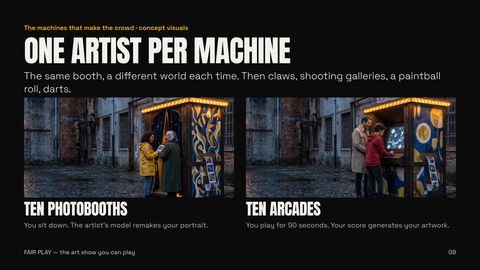 The machines that make the crowd · concept visuals
ONE ARTIST PER MACHINE
The same booth, a different world each time. Then claws, shooting galleries, a paintball
roll, darts.
TEN PHOTOBOOTHS
TEN ARCADES
You sit down. The artist's model remakes your portrait.
You play for 90 seconds. Your score generates your artwork.
FAIR PLAY — the art show you can play
09